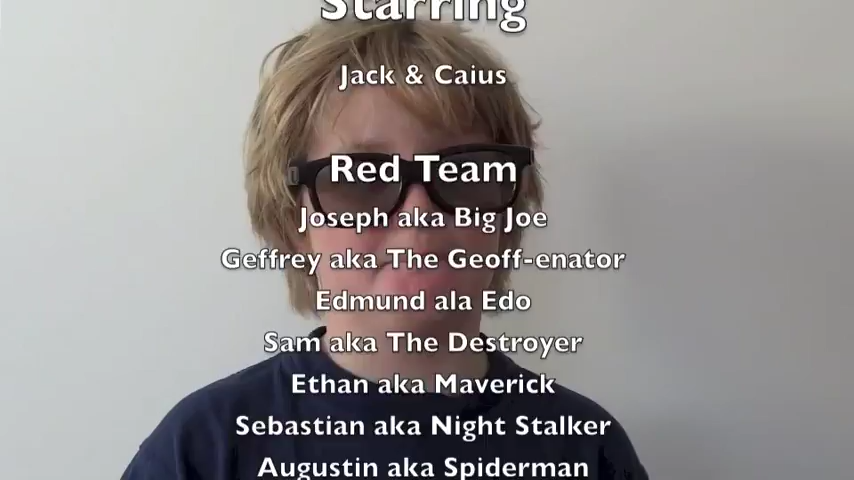 Starring
Jack & Caius
Red Team
Joseph aka Big Joe
Geffrey aka The Geoff-enator
Edmund ala Edo
Sam aka The Destroyer
Ethan aka Maverick
Sebastian aka Night Stalker
Augustin aka Spiderman